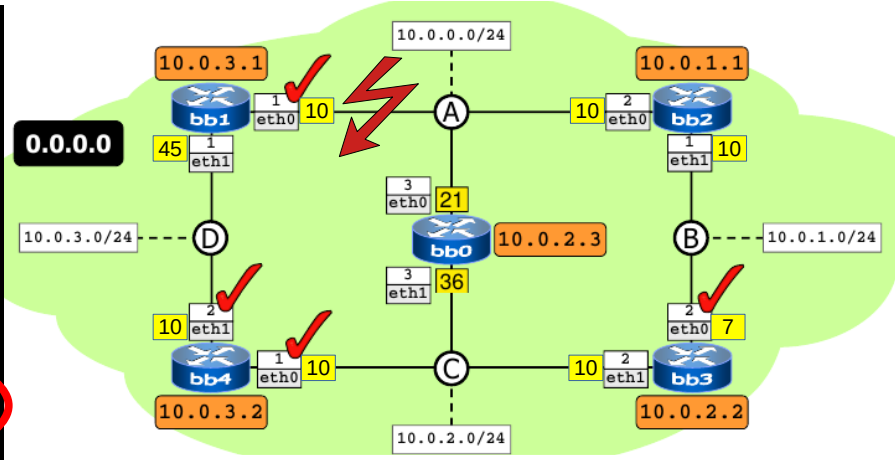 10.0.0.0/24
10.0.3.1
10.0.1.1
bb1
1
eth0
10
A
10
2
eth0
bb2
0.0.0.0
45
1
eth1
1
eth1
10
3
eth0
21
10.0.3.0/24
D
bb0
10.0.2.3
B
10.0.1.0/24
3
eth1
36
10
2
eth1
2
eth0
7
bb4
1
eth0
10
C
10
2
eth1
bb3
10.0.3.2
10.0.2.2
10.0.2.0/24